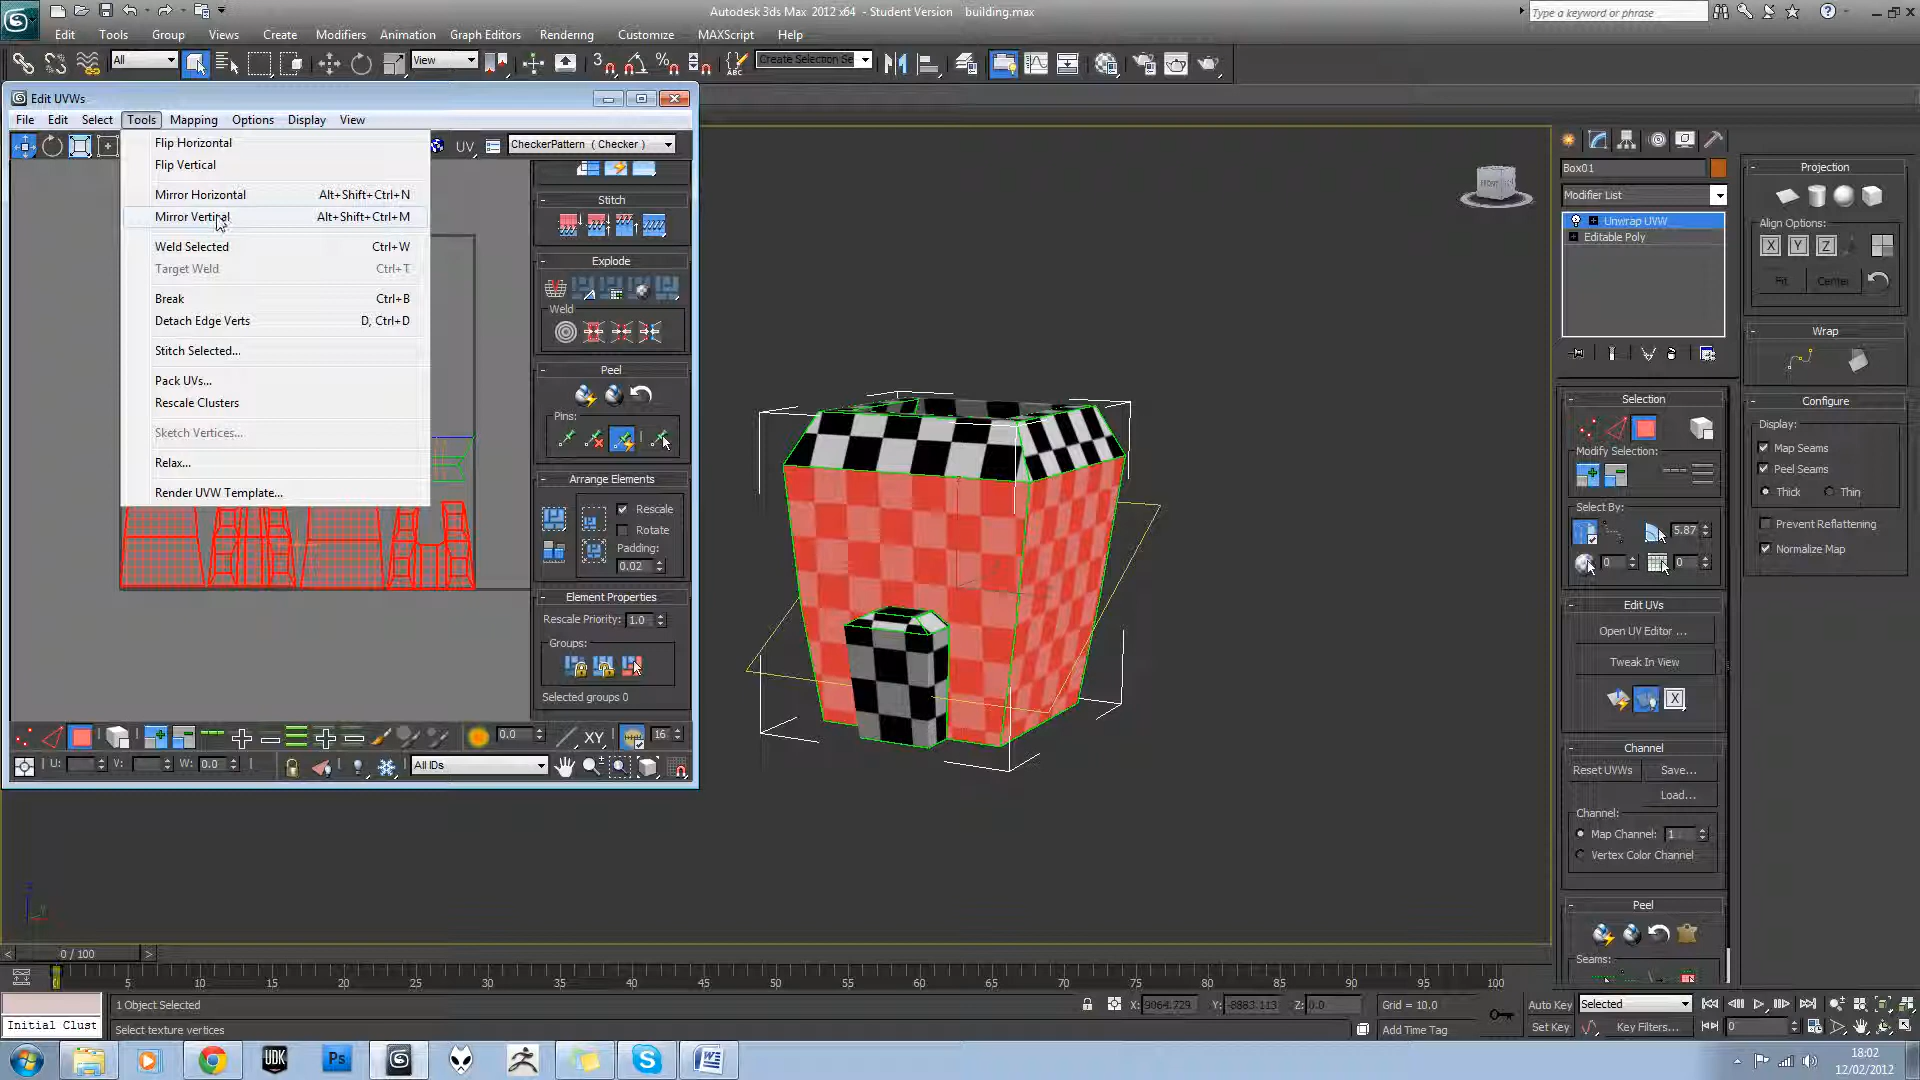 Autodesk 3ds Max 2012 x64 - Student Version building.max
Type a keyword or phrase
Edit Tools Group Views Create Modifiers Animation Graph Editors Rendering Customize MAXScript Help
All View Create Selection Se
Edit UVWs
File Edit Select Tools Mapping Options Display View
UV CheckerPattern ( Checker )
Flip Horizontal
Flip Vertical
Mirror Horizontal Alt+Shift+Ctrl+N
Mirror Vertical Alt+Shift+Ctrl+M
Weld Selected Ctrl+W
Target Weld Ctrl+T
Break Ctrl+B
Detach Edge Verts D, Ctrl+D
Stitch Selected...
Pack UVs...
Rescale Clusters
Sketch Vertices...
Relax...
Render UVW Template...
Stitch
Explode
Weld
Peel
Pins:
Arrange Elements
Rescale
Rotate
Padding:
0.02
Element Properties
Rescale Priority: 1.0
Groups:
Selected groups 0
0.0 XY 16
U: V: W: 0.0 All IDs
FRONT
Box01
Modifier List
Unwrap UVW
Editable Poly
Selection
Modify Selection:
Select By:
5.87
0 0
Edit UVs
Open UV Editor ...
Tweak In View
X
Channel
Reset UVWs Save...
Load...
Channel:
Map Channel: 1
Vertex Color Channel
Peel
Seams:
Projection
Align Options:
X Y Z
Fit Center
Wrap
Configure
Display:
Map Seams
Peel Seams
Thick Thin
Prevent Reflattening
Normalize Map
0 / 100
5 10 15 20 25 30 35 40 45 50 55 60 65 70 75 80 85 90 95 100
1 Object Selected X: 9064.729 Y: -8883.113 Z: 0.0 Grid = 10.0 Auto Key Selected
Initial Clust Select texture vertices Add Time Tag Set Key Key Filters... 0
UDK Ps
18:02
12/02/2012